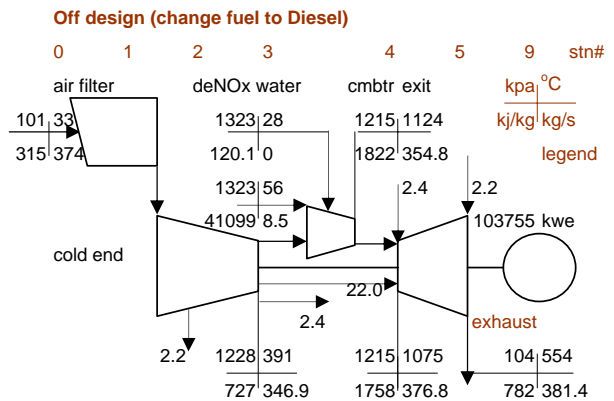 Off design (change fuel to Diesel)
0 1 2 3 4 5 9 stn#
air filter deNOx water cmbtr exit kpa °C
kj/kg kg/s
legend
101 33 1323 28 1215 1124
315 374 120.1 0 1822 354.8
1323 56 2.4 2.2
41099 8.5 103755 kwe
cold end
22.0
2.4
exhaust
2.2
1228 391 1215 1075 104 554
727 346.9 1758 376.8 782 381.4